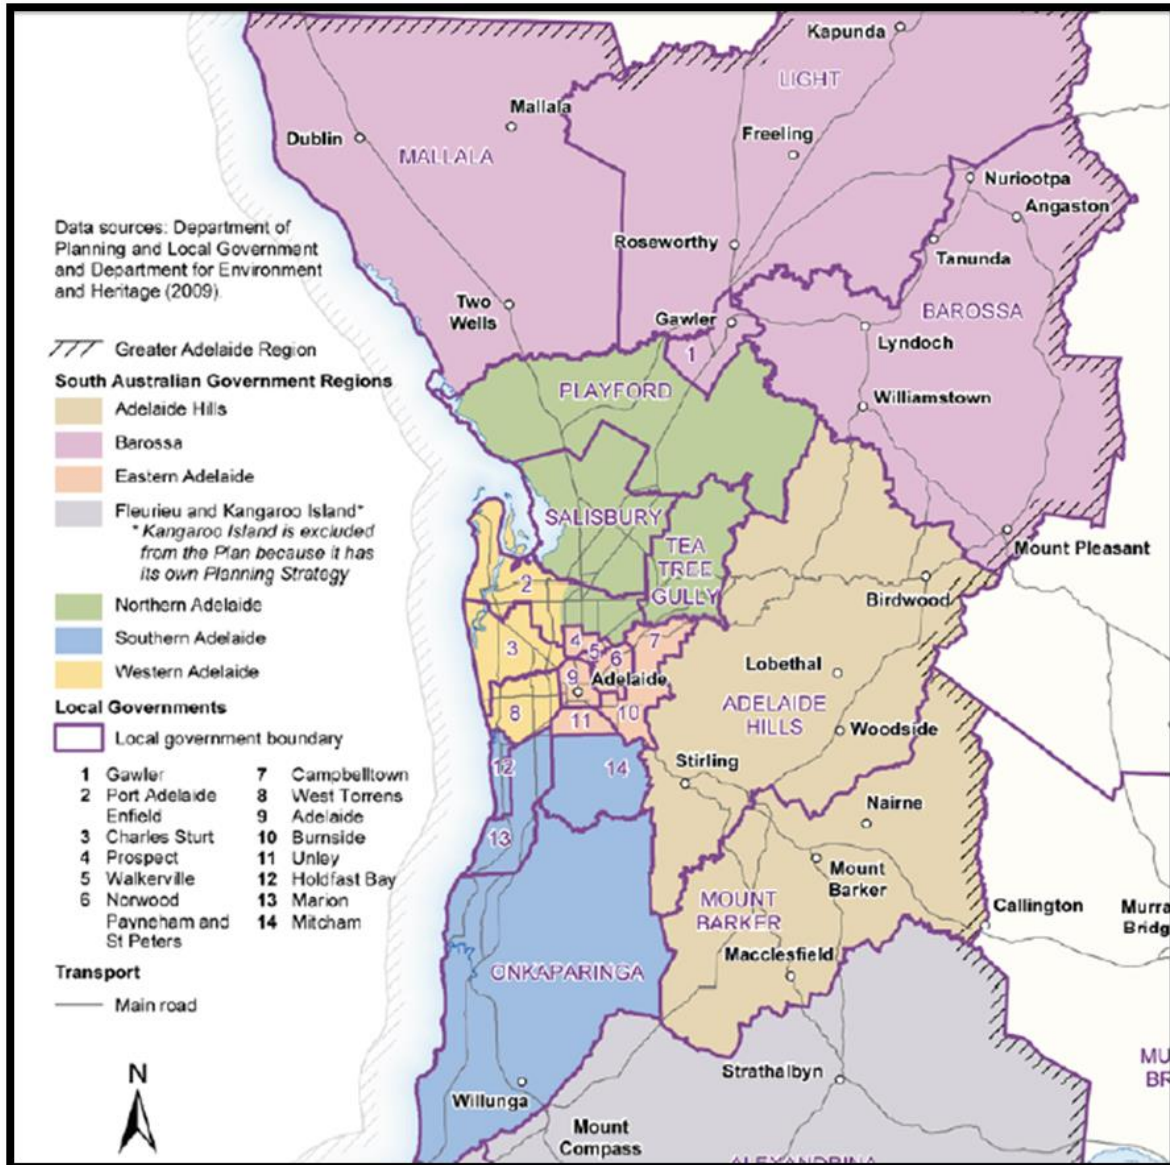 Kapunda
LIGHT
Mallala
Dublin
MALLALA
Freeling
Nuriootpa
Angaston
Data sources: Department of
Planning and Local Government
and Department for Environment
and Heritage (2009).
Roseworthy
Tanunda
Two
Wells
Gawler
BAROSSA
Lyndoch
1
Greater Adelaide Region
South Australian Government Regions
Adelaide Hills
Barossa
Eastern Adelaide
Fleurieu and Kangaroo Island*
* Kangaroo Island is excluded
from the Plan because it has
its own Planning Strategy
Northern Adelaide
Southern Adelaide
Western Adelaide
PLAYFORD
Williamstown
SALISBURY
TEA
TREE
GULLY
Mount Pleasant
Birdwood
2
3
4
5
6
7
8
9
Adelaide
10
11
Lobethal
ADELAIDE
HILLS
Woodside
Local Governments
Local government boundary
1 Gawler
2 Port Adelaide
Enfield
3 Charles Sturt
4 Prospect
5 Walkerville
6 Norwood
Payneham and
St Peters
7 Campbelltown
8 West Torrens
9 Adelaide
10 Burnside
11 Unley
12 Holdfast Bay
13 Marion
14 Mitcham
Transport
Main road
12
14
13
Stirling
Nairne
Mount
Barker
MOUNT
BARKER
Callington
Macclesfield
ONKAPARINGA
Strathalbyn
Willunga
Mount
Compass
N